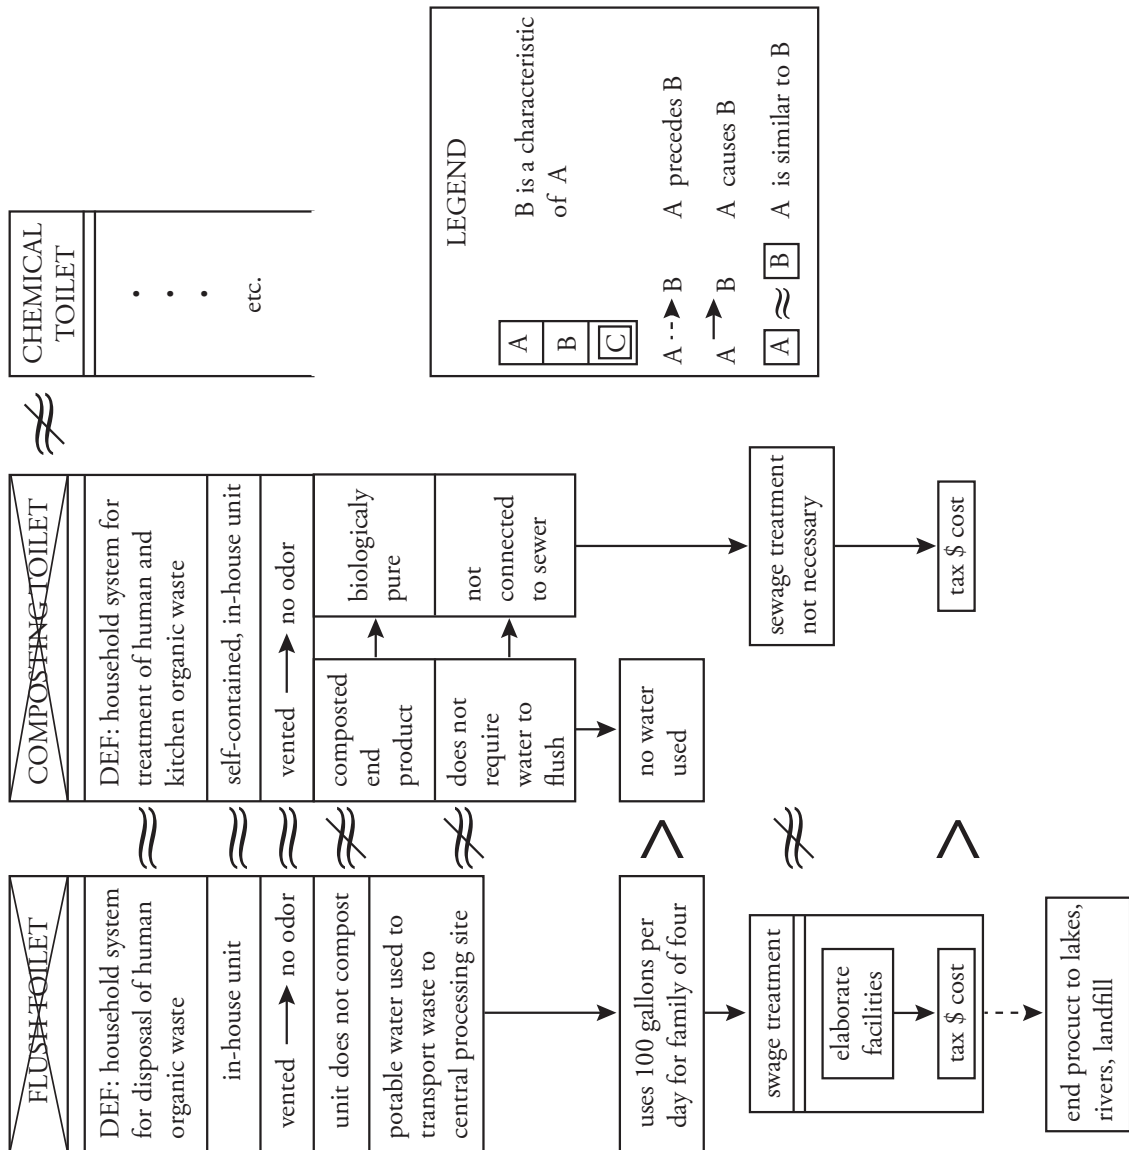 FLUSH TOILET
DEF: household system
for dispoasl of human
organic waste
in-house unit
vented → no odor
unit does not compost
potable water used to
transport waste to
central processing site
uses 100 gallons per
day for family of four
swage treatment
elaborate
facilities
tax $ cost
end procuct to lakes,
rivers, landfill
COMPOSTING TOILET
DEF: household system for
treatment of human and
kitchen organic waste
self-contained, in-house unit
vented → no odor
composted
end
product
biologicaly
pure
does not
require
water to
flush
not
connected
to sewer
no water
used
sewage treatment
not necessary
tax $ cost
CHEMICAL
TOILET
etc.
LEGEND
A
B
C
B is a characteristic
of A
A ⇢ B A precedes B
A → B A causes B
A ≈ B A is similar to B